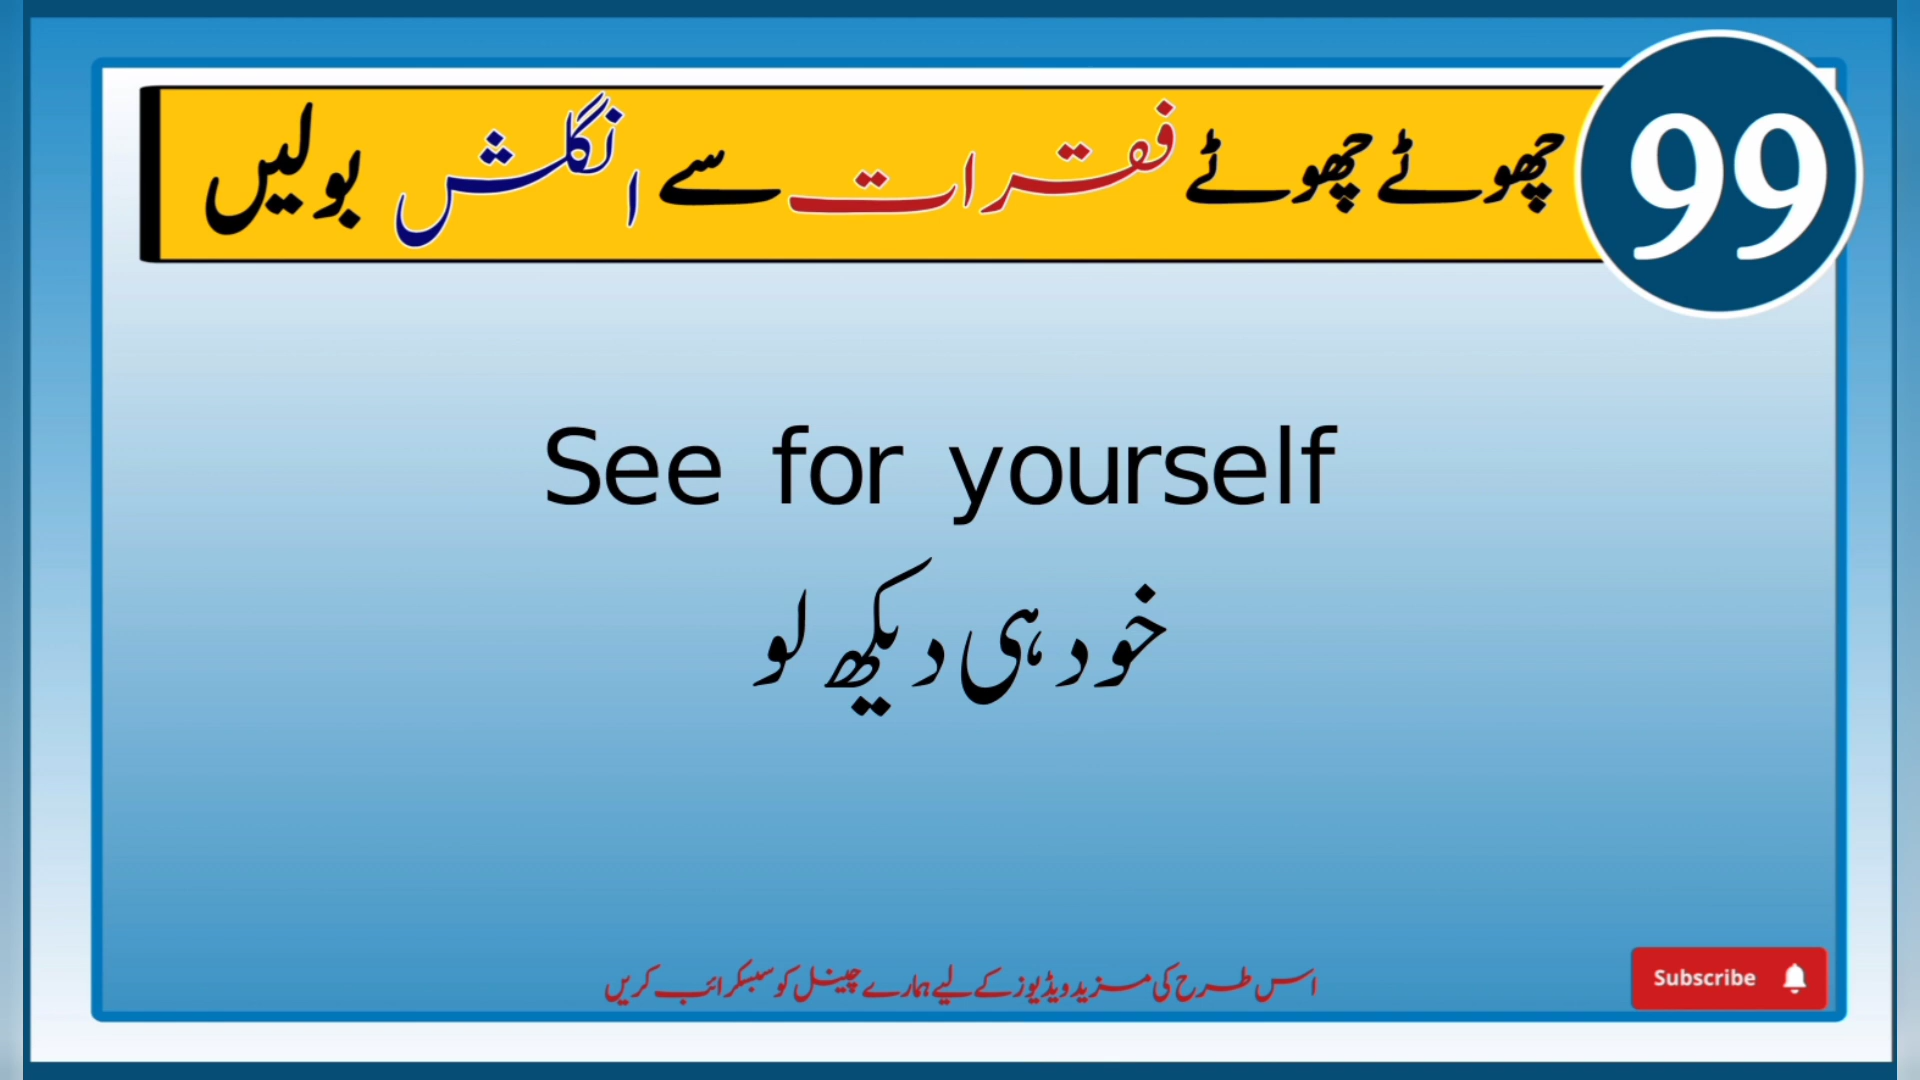 99 چھوٹے چھوٹے فقرات سے انگلش بولیں
See for yourself
خود ہی دیکھ لو
اس طرح کی مزید ویڈیوز کے لیے ہمارے چینل کو سبسکرائب کریں
Subscribe